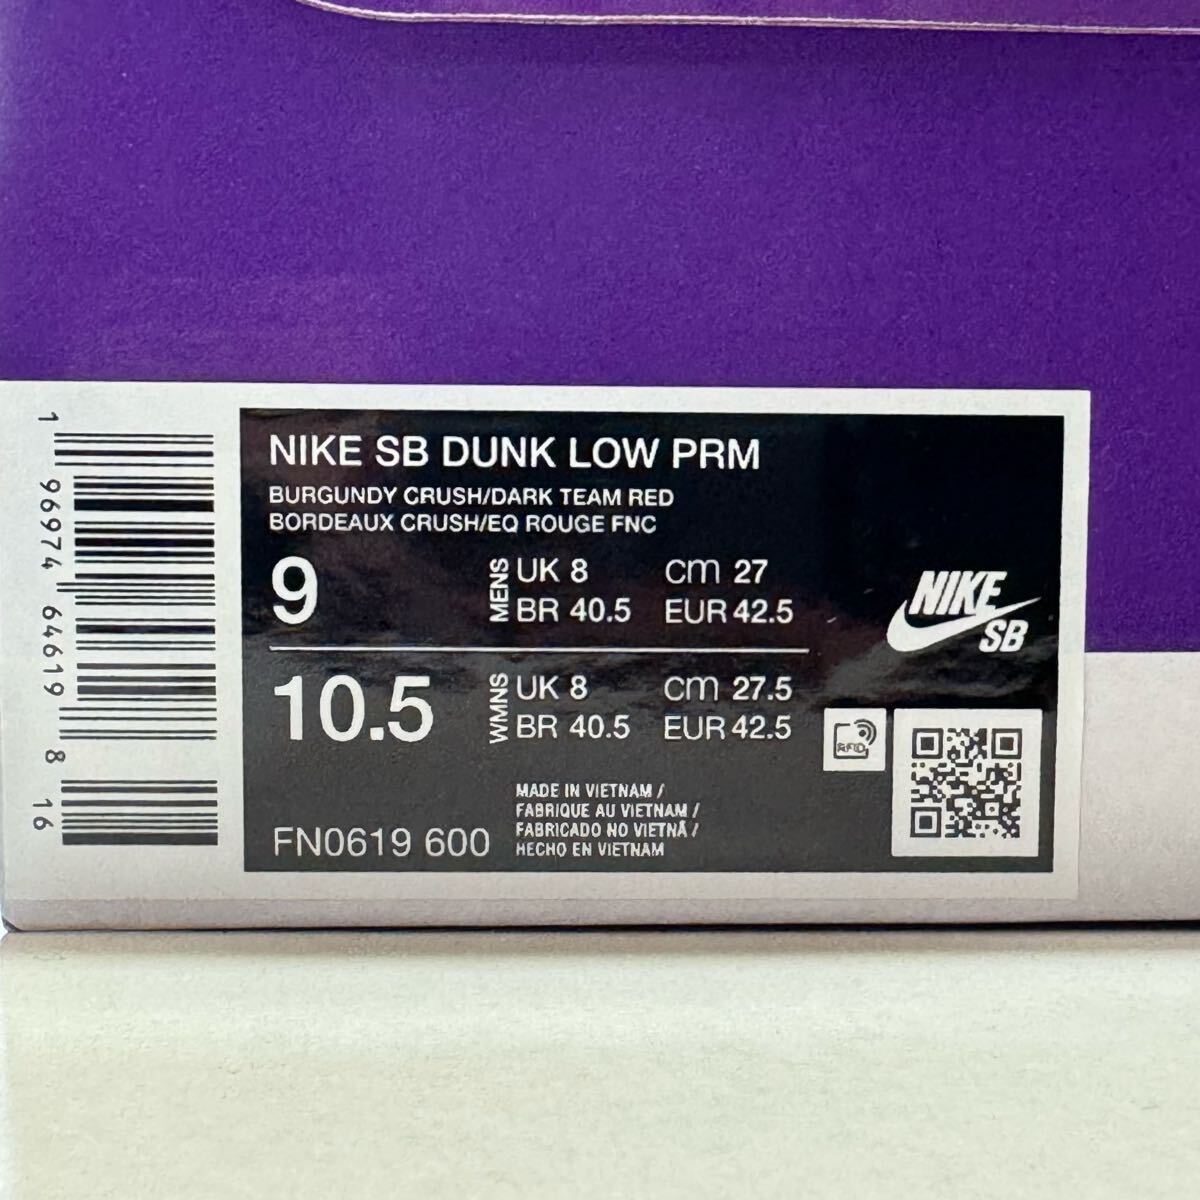 NIKE SB DUNK LOW PRM
BURGUNDY CRUSH/DARK TEAM RED
BORDEAUX CRUSH/EQ ROUGE FNC
9
MENS
UK 8 cm 27
BR 40.5 EUR 42.5
10.5
WMNS
UK 8 cm 27.5
BR 40.5 EUR 42.5
NIKE
SB
RFID
FN0619 600
MADE IN VIETNAM /
FABRIQUE AU VIETNAM /
FABRICADO NO VIETNÃ /
HECHO EN VIETNAM
1 96974 64619 8 16